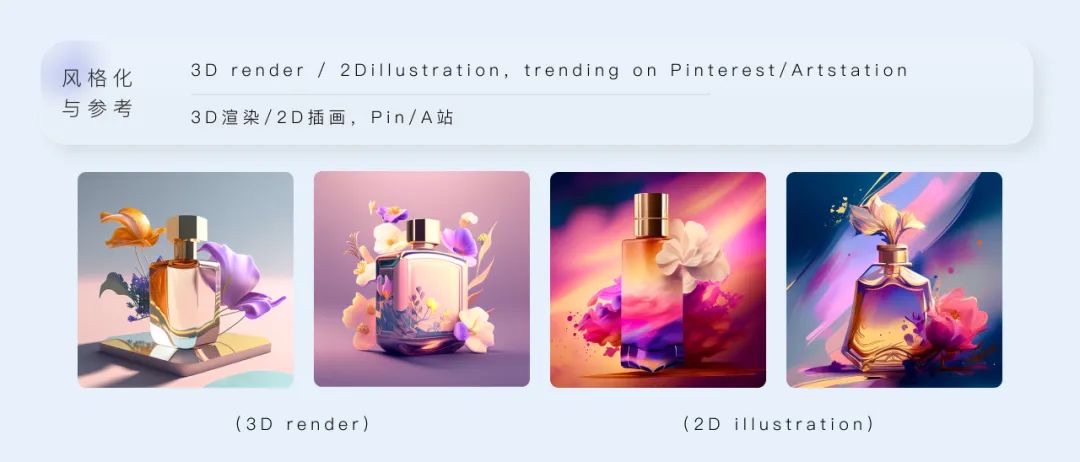 风格化
与参考
3D render / 2Dillustration, trending on Pinterest/Artstation
3D渲染/2D插画，Pin/A站
(3D render)
(2D illustration)